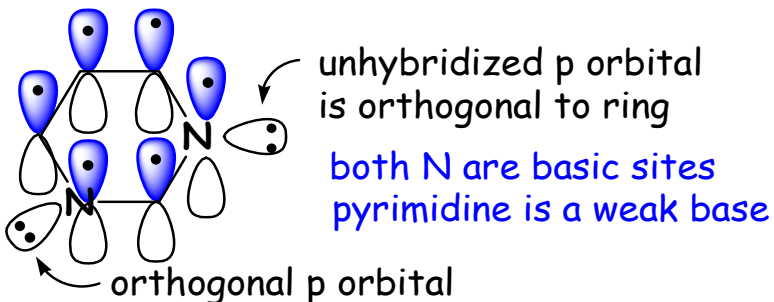 unhybridized p orbital
is orthogonal to ring
N
both N are basic sites
pyrimidine is a weak base
N
orthogonal p orbital